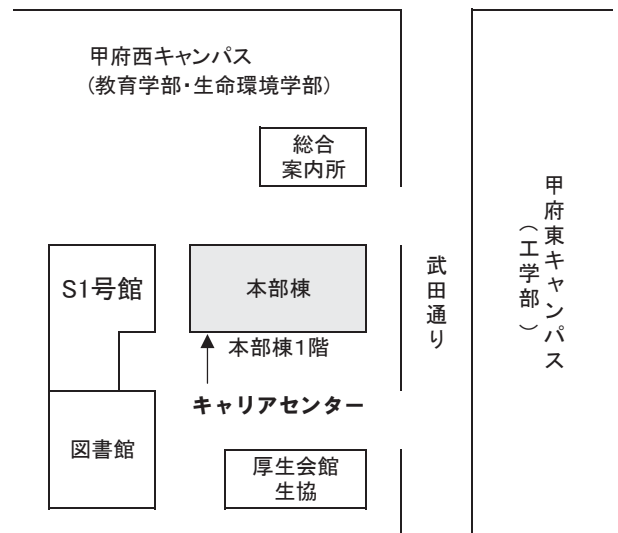 甲府西キャンパス
(教育学部・生命環境学部)
総合
案内所
S1号館
本部棟
本部棟1階
キャリアセンター
図書館
厚生会館
生協
武田通り
甲府東キャンパス
(工学部)